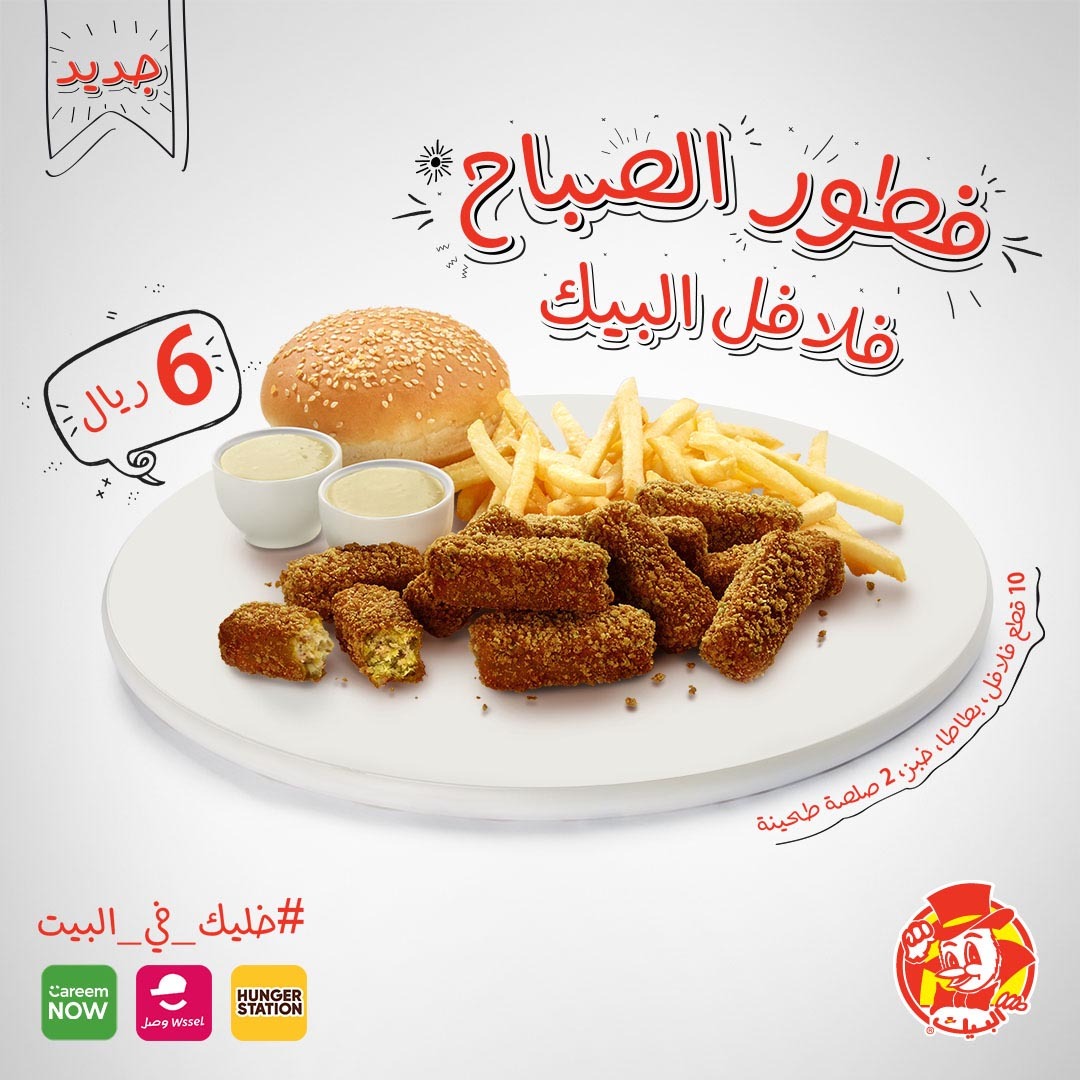 جديد
فطور الصباح
فلافل البيك
6 ريال
10 قطع فلافل، بطاطا، خبز، 2 صلصة طحينة
#خليك_في_البيت
Careem
NOW
وصل Wssel
HUNGER
STATION
البيك
®